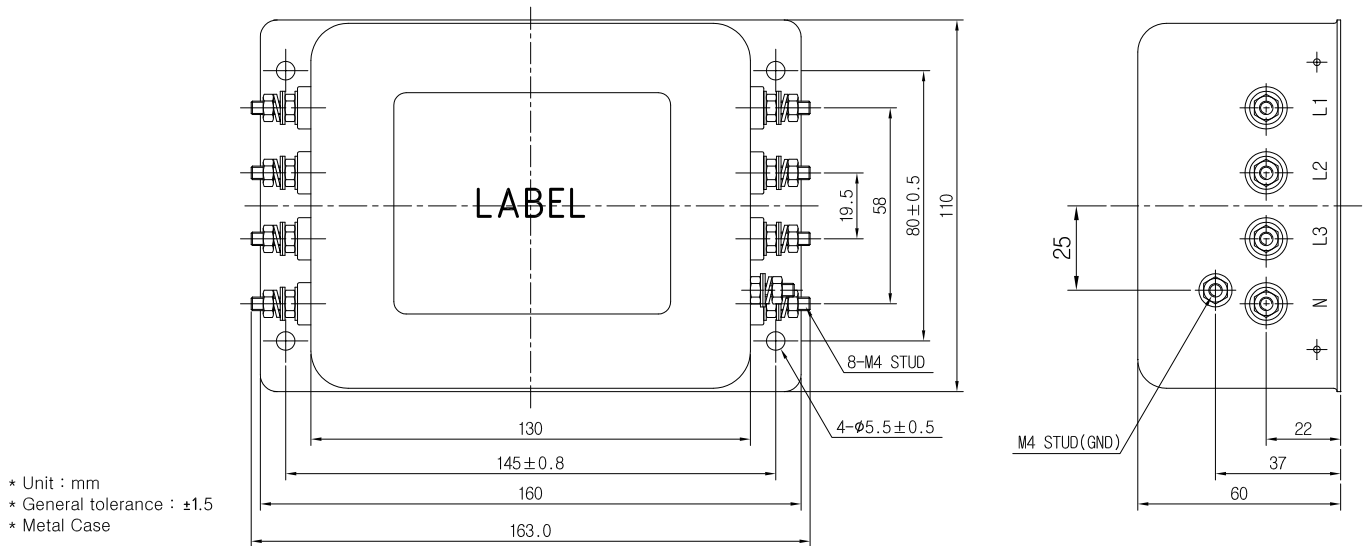 LABEL
19.5
58
80±0.5
110
8-M4 STUD
4-ϕ5.5±0.5
130
145±0.8
160
163.0
* Unit : mm
* General tolerance : ±1.5
* Metal Case
L1
L2
L3
N
25
M4 STUD(GND)
22
37
60